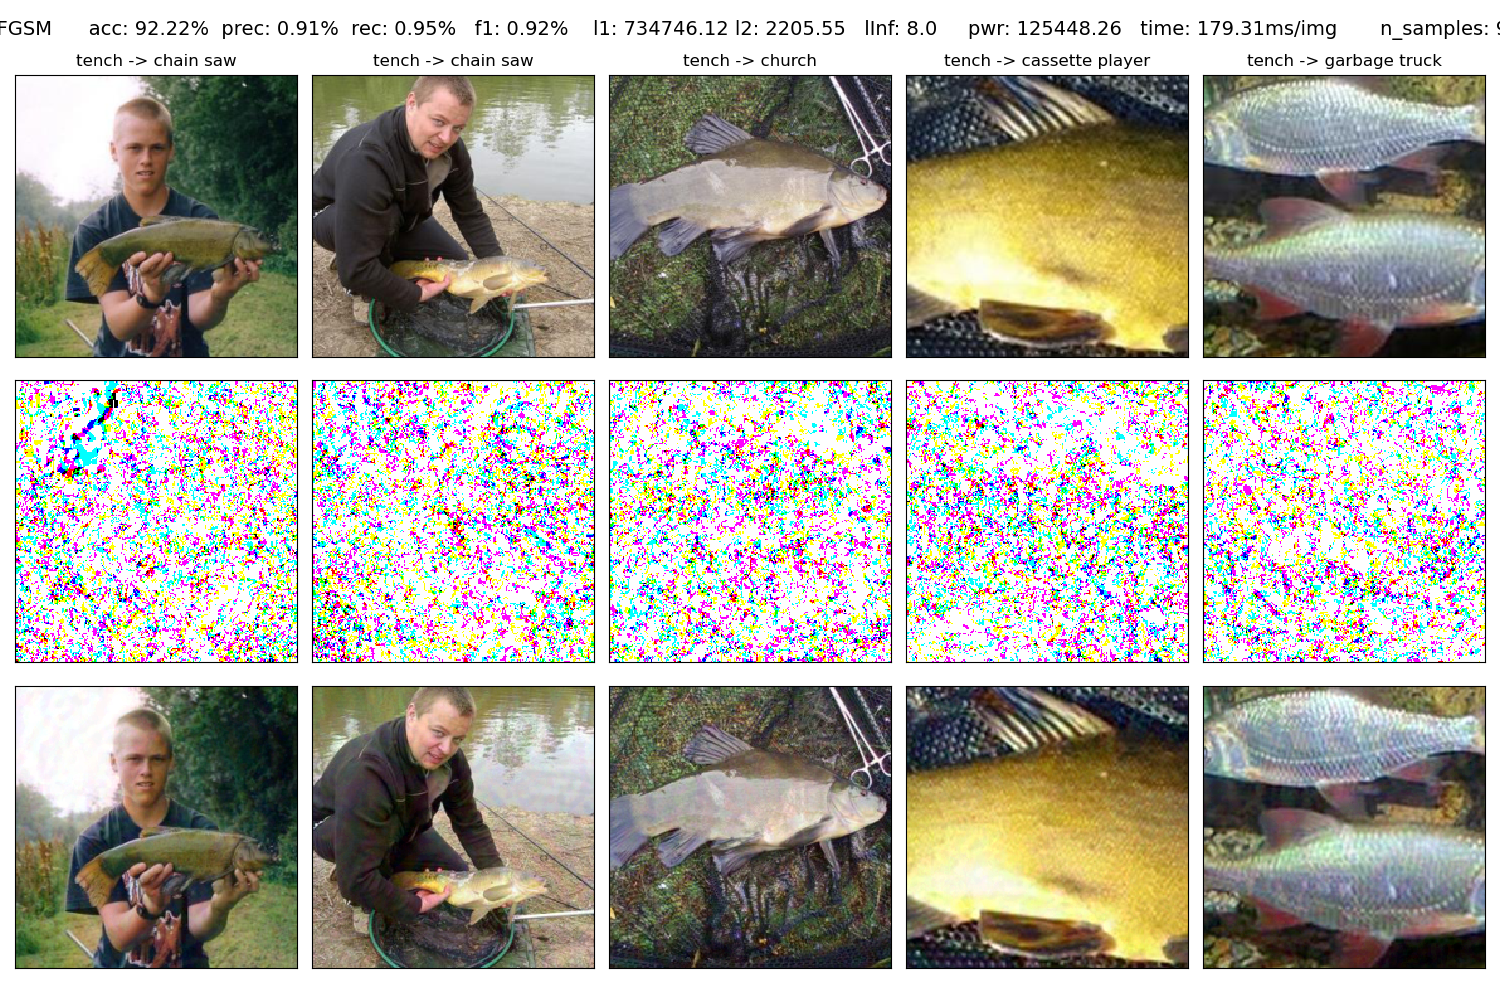 FGSM acc: 92.22% prec: 0.91% rec: 0.95% f1: 0.92% l1: 734746.12 l2: 2205.55 lInf: 8.0 pwr: 125448.26 time: 179.31ms/img n_samples:
tench -> chain saw
tench -> chain saw
tench -> church
tench -> cassette player
tench -> garbage truck